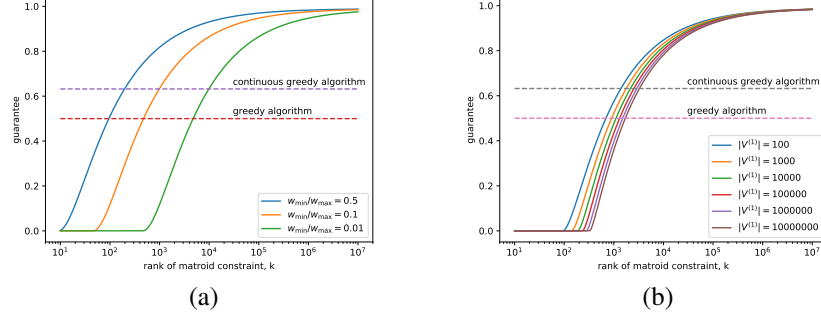 1.0
0.8
0.6
0.4
0.2
0.0
guarantee
continuous greedy algorithm
greedy algorithm
w_min/w_max = 0.5
w_min/w_max = 0.1
w_min/w_max = 0.01
10^1 10^2 10^3 10^4 10^5 10^6 10^7
rank of matroid constraint, k
(a)
1.0
0.8
0.6
0.4
0.2
0.0
guarantee
continuous greedy algorithm
greedy algorithm
|V^(1)| = 100
|V^(1)| = 1000
|V^(1)| = 10000
|V^(1)| = 100000
|V^(1)| = 1000000
|V^(1)| = 10000000
10^1 10^2 10^3 10^4 10^5 10^6 10^7
rank of matroid constraint, k
(b)